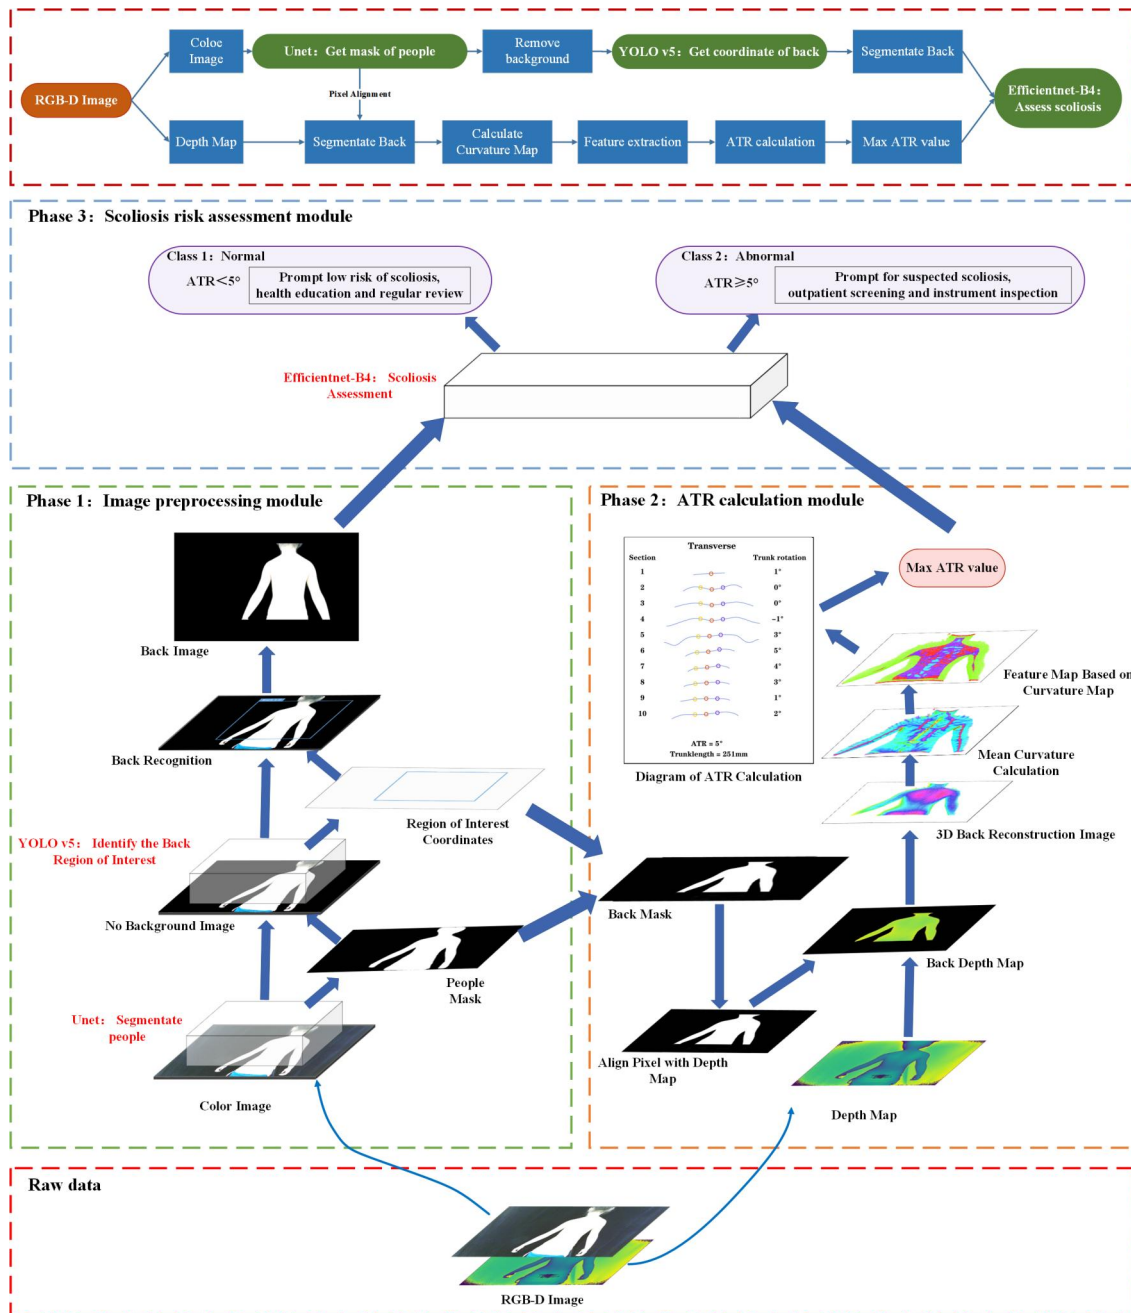 RGB-D Image
Coloe
Image
Unet：Get mask of people
Remove
background
YOLO v5：Get coordinate of back
Segmentate Back
Pixel Alignment
Depth Map
Segmentate Back
Calculate
Curvature Map
Feature extraction
ATR calculation
Max ATR value
Efficientnet-B4：
Assess scoliosis
Phase 3：Scoliosis risk assessment module
Class 1：Normal
ATR＜5°
Prompt low risk of scoliosis,
health education and regular review
Class 2：Abnormal
ATR≥5°
Prompt for suspected scoliosis,
outpatient screening and instrument inspection
Efficientnet-B4：Scoliosis
Assessment
Phase 1：Image preprocessing module
Back Image
Back Recognition
Region of Interest
Coordinates
YOLO v5：Identify the Back
Region of Interest
No Background Image
People
Mask
Unet：Segmentate
people
Color Image
Phase 2：ATR calculation module
Transverse
Section Trunk rotation
1 1°
2 0°
3 0°
4 −1°
5 3°
6 5°
7 4°
8 3°
9 1°
10 2°
ATR = 5°
Trunklength = 251mm
Diagram of ATR Calculation
Max ATR value
Feature Map Based on
Curvature Map
Mean Curvature
Calculation
3D Back Reconstruction Image
Back Mask
Back Depth Map
Align Pixel with Depth
Map
Depth Map
Raw data
RGB-D Image